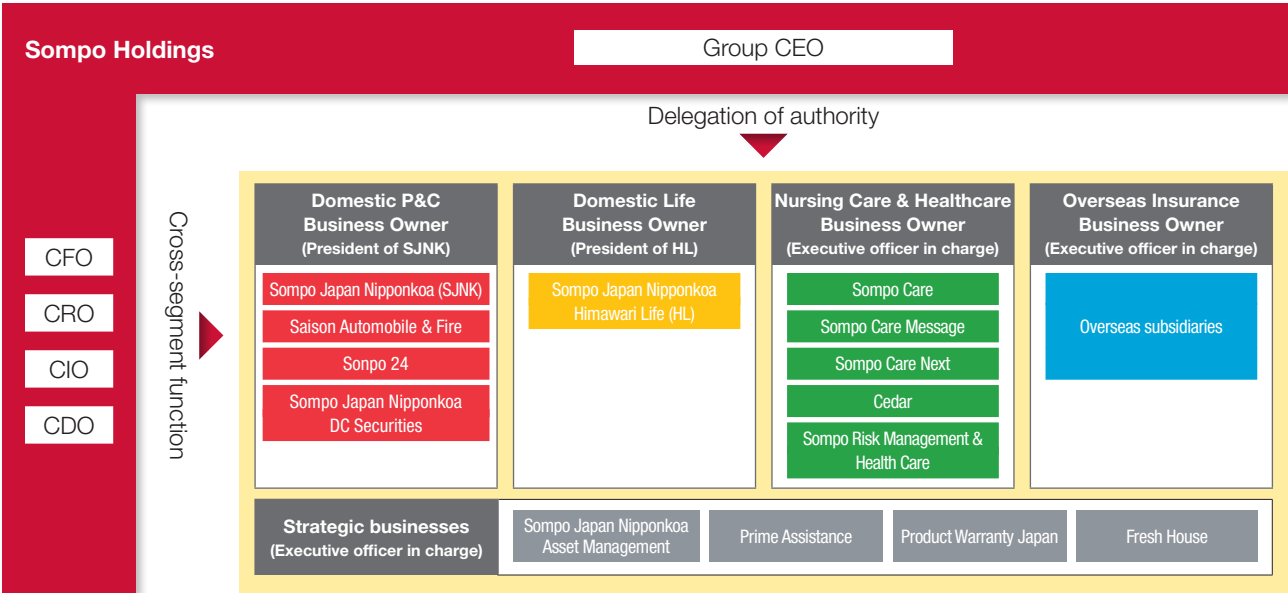 Sompo Holdings
Group CEO
Delegation of authority
CFO
CRO
CIO
CDO
Cross-segment function
Domestic P&C
Business Owner
(President of SJNK)
Sompo Japan Nipponkoa (SJNK)
Saison Automobile & Fire
Sonpo 24
Sompo Japan Nipponkoa
DC Securities
Domestic Life
Business Owner
(President of HL)
Sompo Japan Nipponkoa
Himawari Life (HL)
Nursing Care & Healthcare
Business Owner
(Executive officer in charge)
Sompo Care
Sompo Care Message
Sompo Care Next
Cedar
Sompo Risk Management &
Health Care
Overseas Insurance
Business Owner
(Executive officer in charge)
Overseas subsidiaries
Strategic businesses
(Executive officer in charge)
Sompo Japan Nipponkoa
Asset Management
Prime Assistance
Product Warranty Japan
Fresh House